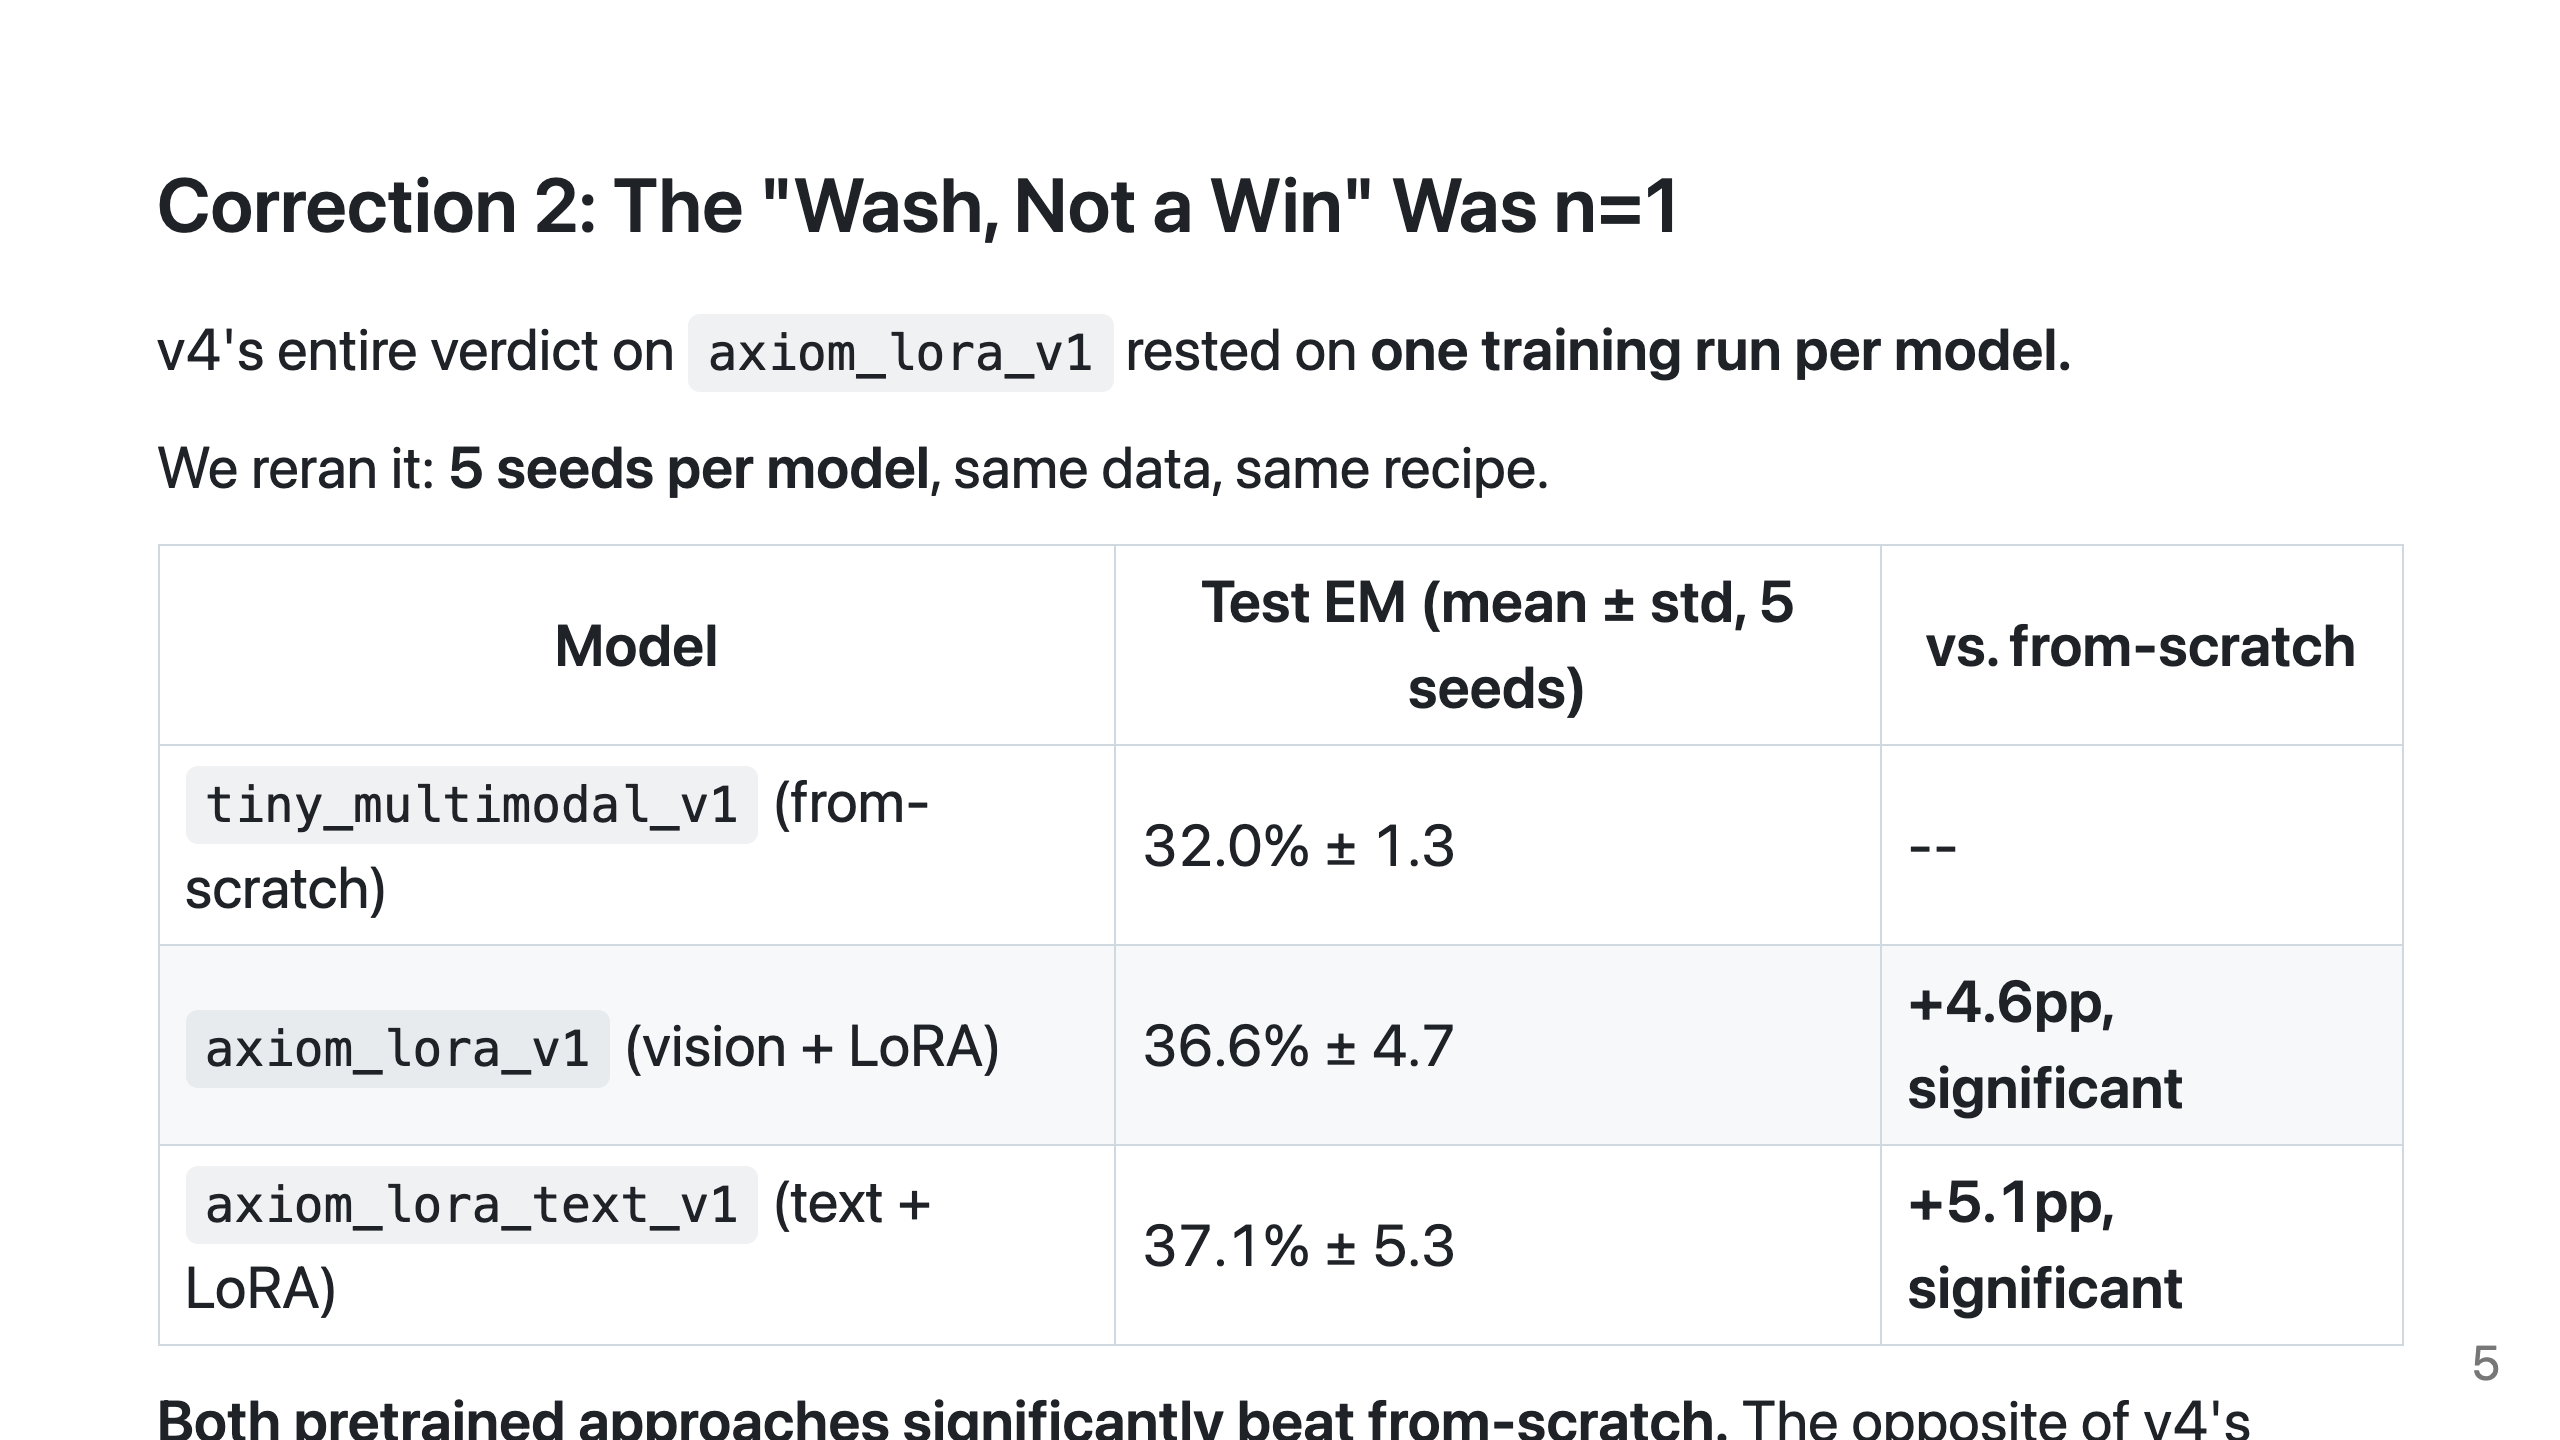 Correction 2: The "Wash, Not a Win" Was n=1
v4's entire verdict on axiom_lora_v1 rested on one training run per model.
We reran it: 5 seeds per model, same data, same recipe.
Model
Test EM (mean ± std, 5
seeds)
vs. from-scratch
tiny_multimodal_v1 (from-
scratch)
32.0% ± 1.3
--
axiom_lora_v1 (vision + LoRA)
36.6% ± 4.7
+4.6pp,
significant
axiom_lora_text_v1 (text +
LoRA)
37.1% ± 5.3
+5.1pp,
significant
5
Both pretrained approaches significantly beat from-scratch. The opposite of v4's